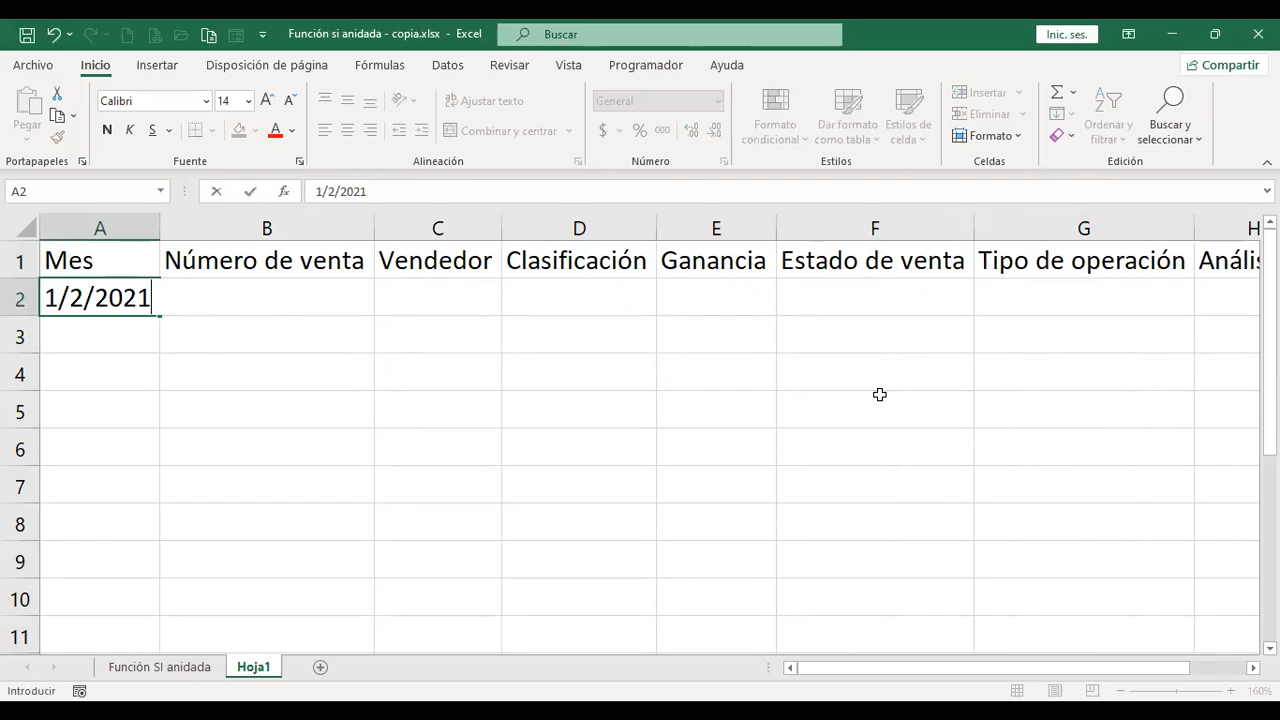 Función si anidada - copia.xlsx - Excel
Buscar
Inic. ses.
Archivo Inicio Insertar Disposición de página Fórmulas Datos Revisar Vista Programador Ayuda
Compartir
Pegar
Portapapeles
Calibri 14
N K S A
Fuente
Ajustar texto
Combinar y centrar
Alineación
General
$ % 000
Número
Formato condicional
Dar formato como tabla
Estilos de celda
Estilos
Insertar
Eliminar
Formato
Celdas
Ordenar y filtrar
Buscar y seleccionar
Edición
A2 fx 1/2/2021
A B C D E F G H
1 Mes Número de venta Vendedor Clasificación Ganancia Estado de venta Tipo de operación Anális
2 1/2/2021
3
4
5
6
7
8
9
10
11
Función SI anidada Hoja1
Introducir 160%